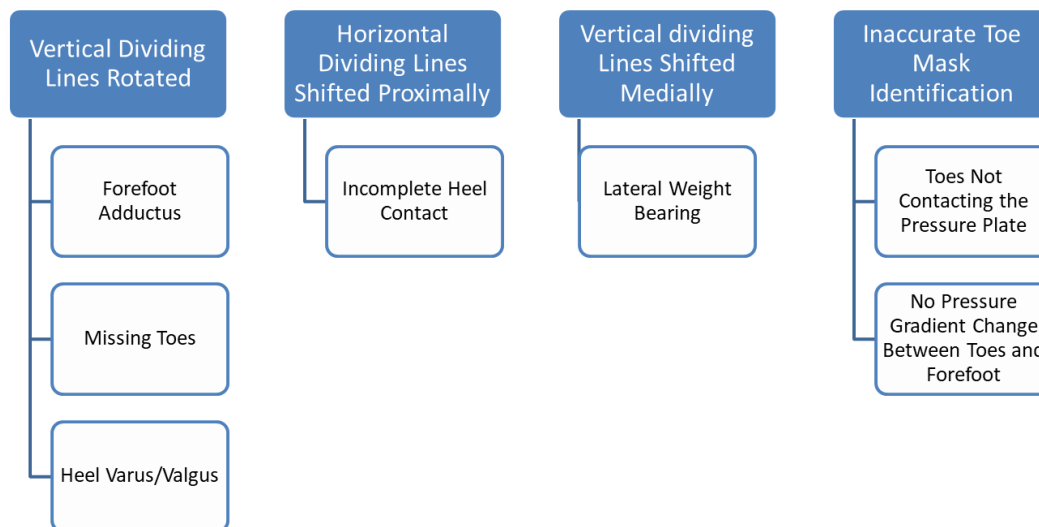 Vertical Dividing
Lines Rotated
Forefoot
Adductus
Missing Toes
Heel Varus/Valgus
Horizontal
Dividing Lines
Shifted Proximally
Incomplete Heel
Contact
Vertical dividing
Lines Shifted
Medially
Lateral Weight
Bearing
Inaccurate Toe
Mask
Identification
Toes Not
Contacting the
Pressure Plate
No Pressure
Gradient Change
Between Toes and
Forefoot